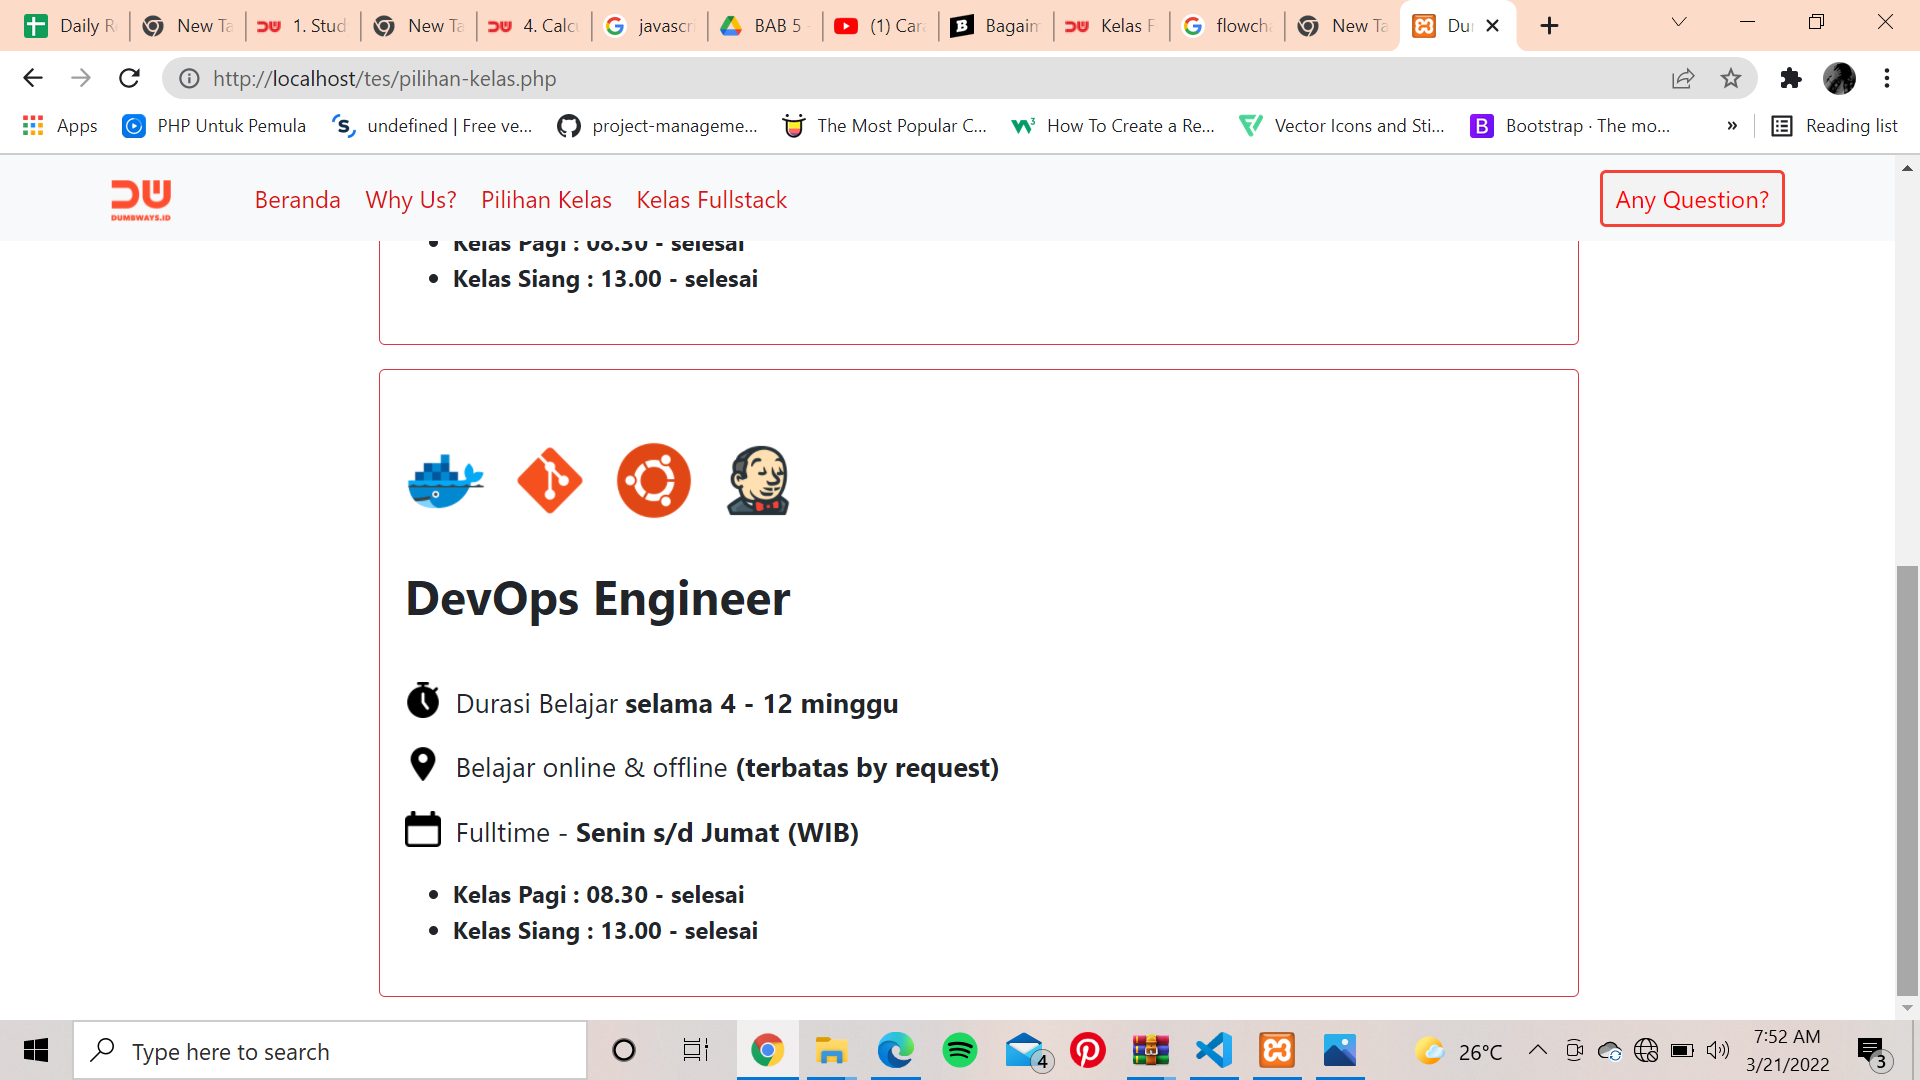 Daily R
New Ta
1. Stud
New Ta
4. Calcu
javascri
BAB 5 -
(1) Cara
Bagaim
Kelas F
flowcha
New Ta
Du
http://localhost/tes/pilihan-kelas.php
Apps
PHP Untuk Pemula
undefined | Free ve...
project-manageme...
The Most Popular C...
How To Create a Re...
Vector Icons and Sti...
Bootstrap · The mo...
»
Reading list
DUMBWAYS.ID
Beranda
Why Us?
Pilihan Kelas
Kelas Fullstack
Any Question?
• Kelas Pagi : 08.30 - selesai
• Kelas Siang : 13.00 - selesai
DevOps Engineer
Durasi Belajar selama 4 - 12 minggu
Belajar online & offline (terbatas by request)
Fulltime - Senin s/d Jumat (WIB)
• Kelas Pagi : 08.30 - selesai
• Kelas Siang : 13.00 - selesai
Type here to search
4
26°C
7:52 AM
3/21/2022
3